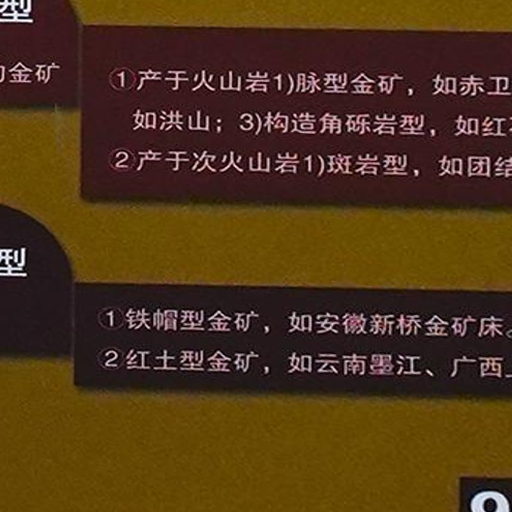 型
金矿
①产于火山岩1)脉型金矿，如赤卫
如洪山；3)构造角砾岩型，如红
②产于次火山岩1)斑岩型，如团结
型
①铁帽型金矿，如安徽新桥金矿床。
②红土型金矿，如云南墨江、广西
9